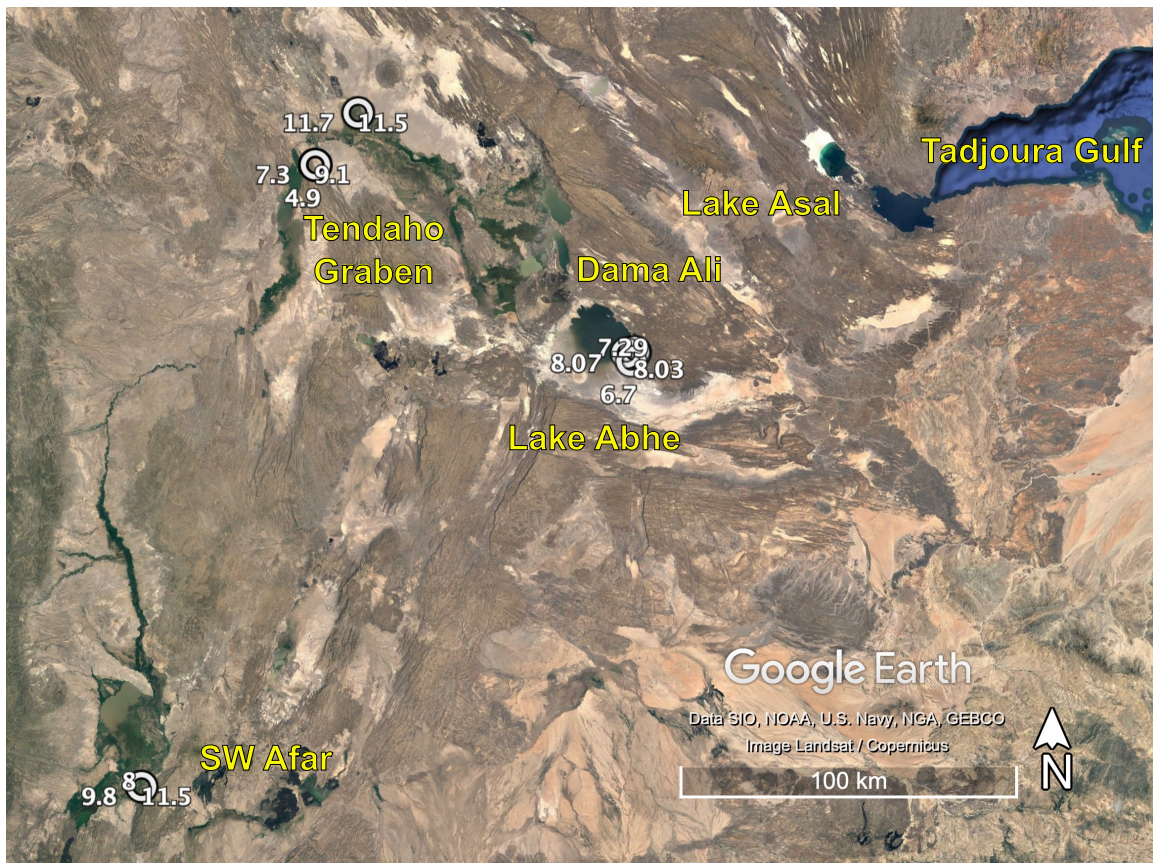 11.7 11.5
Tadjoura Gulf
7.3 9.1
4.9
Lake Asal
Tendaho
Graben
Dama Ali
7.29
8.07 8.03
6.7
Lake Abhe
Google Earth
Data SIO, NOAA, U.S. Navy, NGA, GEBCO
Image Landsat / Copernicus
SW Afar
8
9.8 11.5
100 km
N